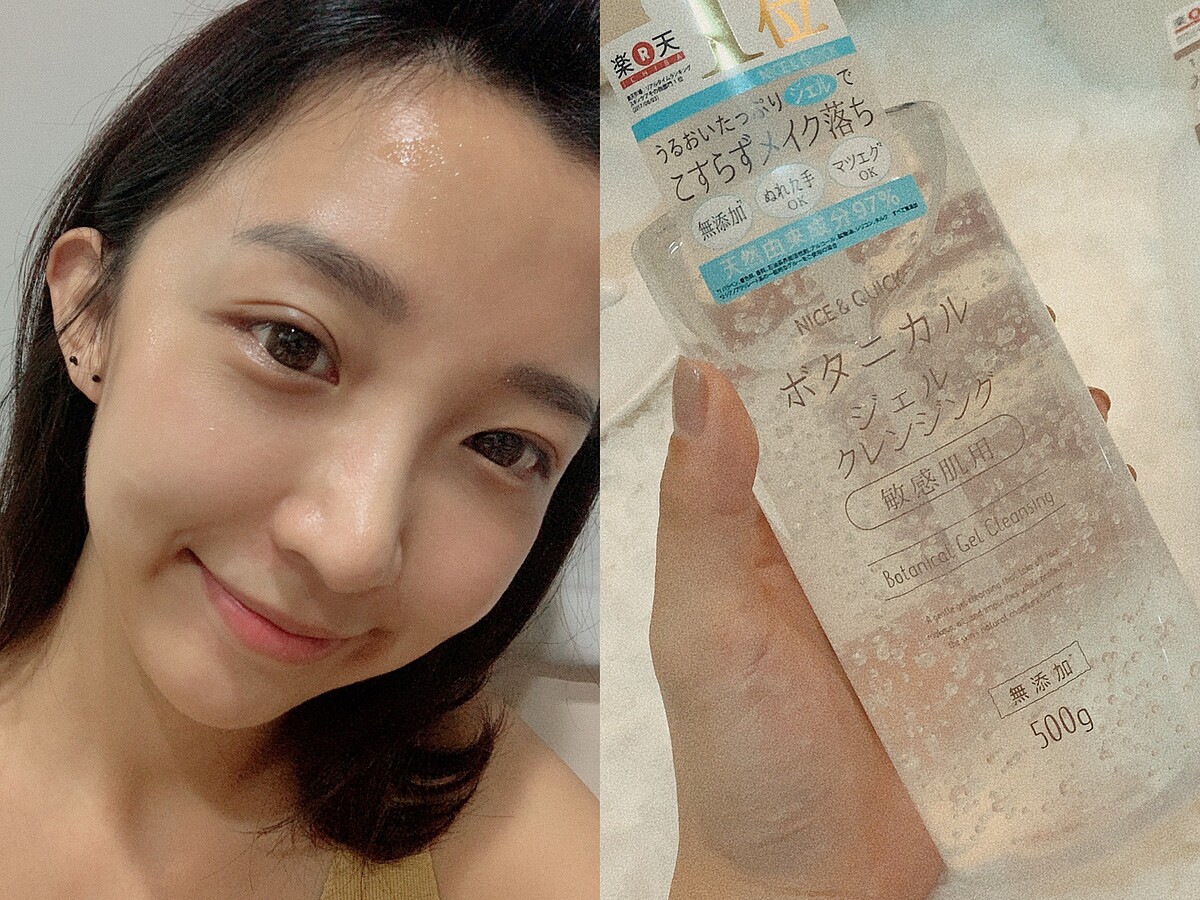 1位
楽R天
ICHIBA
うるおいたっぷりジェルで
こすらずメイク落ち
無添加
ぬれた手
OK
マツエグ
OK
天然由来成分97%
NICE & QUICK
ボタニカル
ジェル
クレンジング
敏感肌用
Botanical Gel Cleansing
無添加
500g